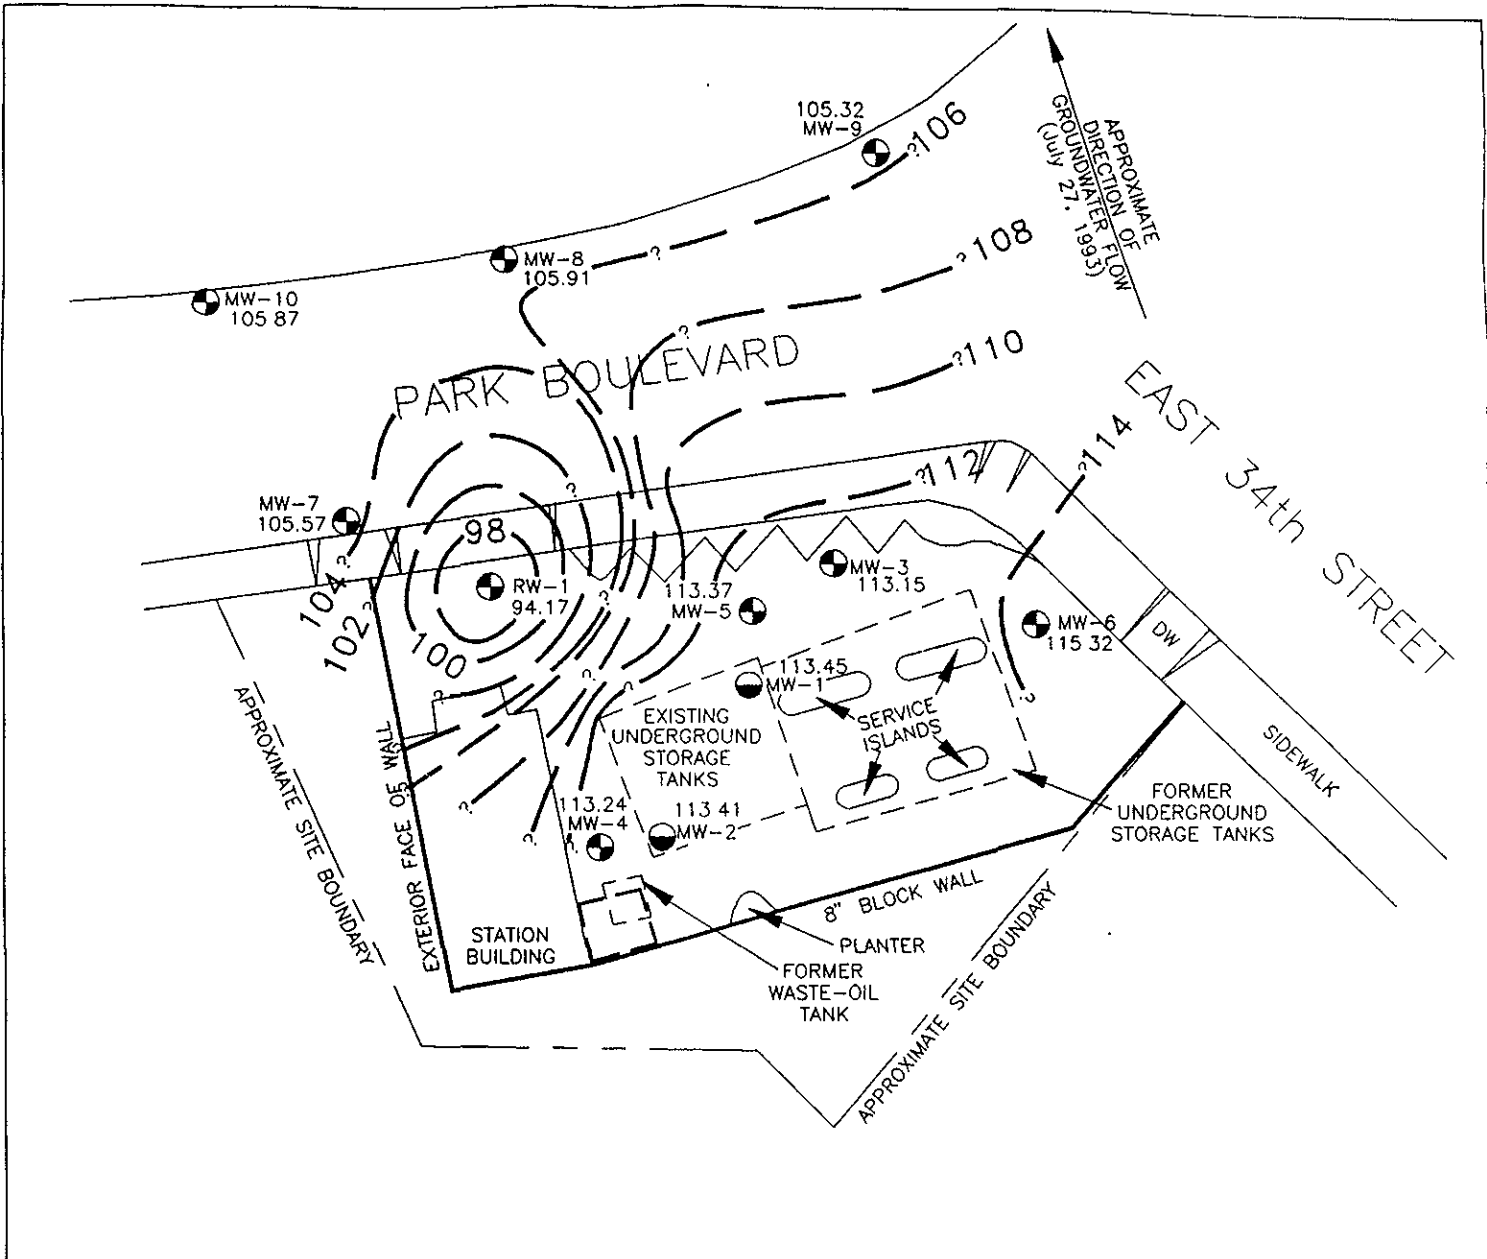 105.32
MW-9
?106
APPROXIMATE
DIRECTION OF
GROUNDWATER FLOW
(July 27, 1993)
?
MW-8
105.91
? 108
MW-10
105 87
?
PARK BOULEVARD
?110
EAST 34th STREET
?114
?112
MW-7
105.57
?
98
104 ?
102 ?
RW-1
94.17
?
100
113.37
MW-5
MW-3
113.15
MW-6
115 32
DW
?
?
?
?
?
113.45
MW-1
SERVICE
ISLANDS
EXISTING
UNDERGROUND
STORAGE
TANKS
SIDEWALK
APPROXIMATE SITE BOUNDARY
EXTERIOR FACE OF WALL
?
?
?
?
113.24
MW-4
113 41
MW-2
FORMER
UNDERGROUND
STORAGE TANKS
8" BLOCK WALL
STATION
BUILDING
PLANTER
FORMER
WASTE-OIL
TANK
APPROXIMATE SITE BOUNDARY